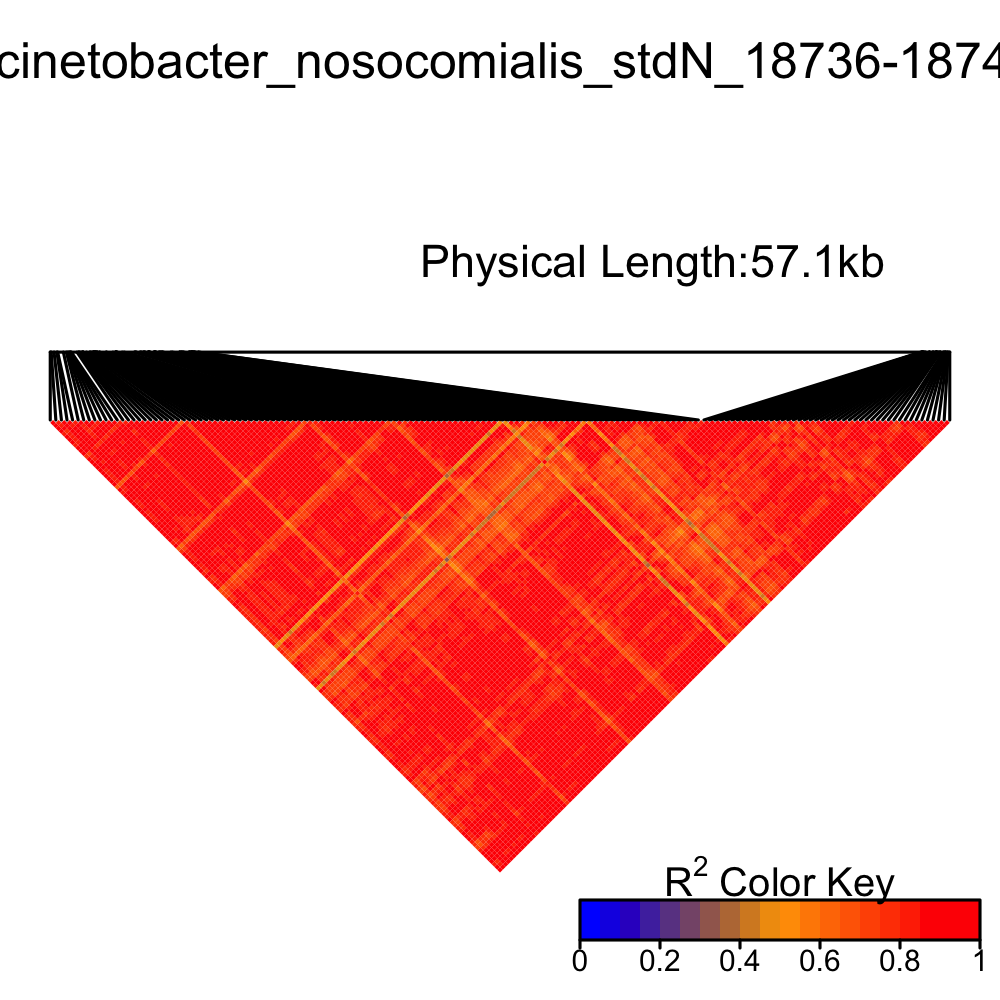 cinetobacter_nosocomialis_stdN_18736-1874
Physical Length:57.1kb
R² Color Key
0 0.2 0.4 0.6 0.8 1